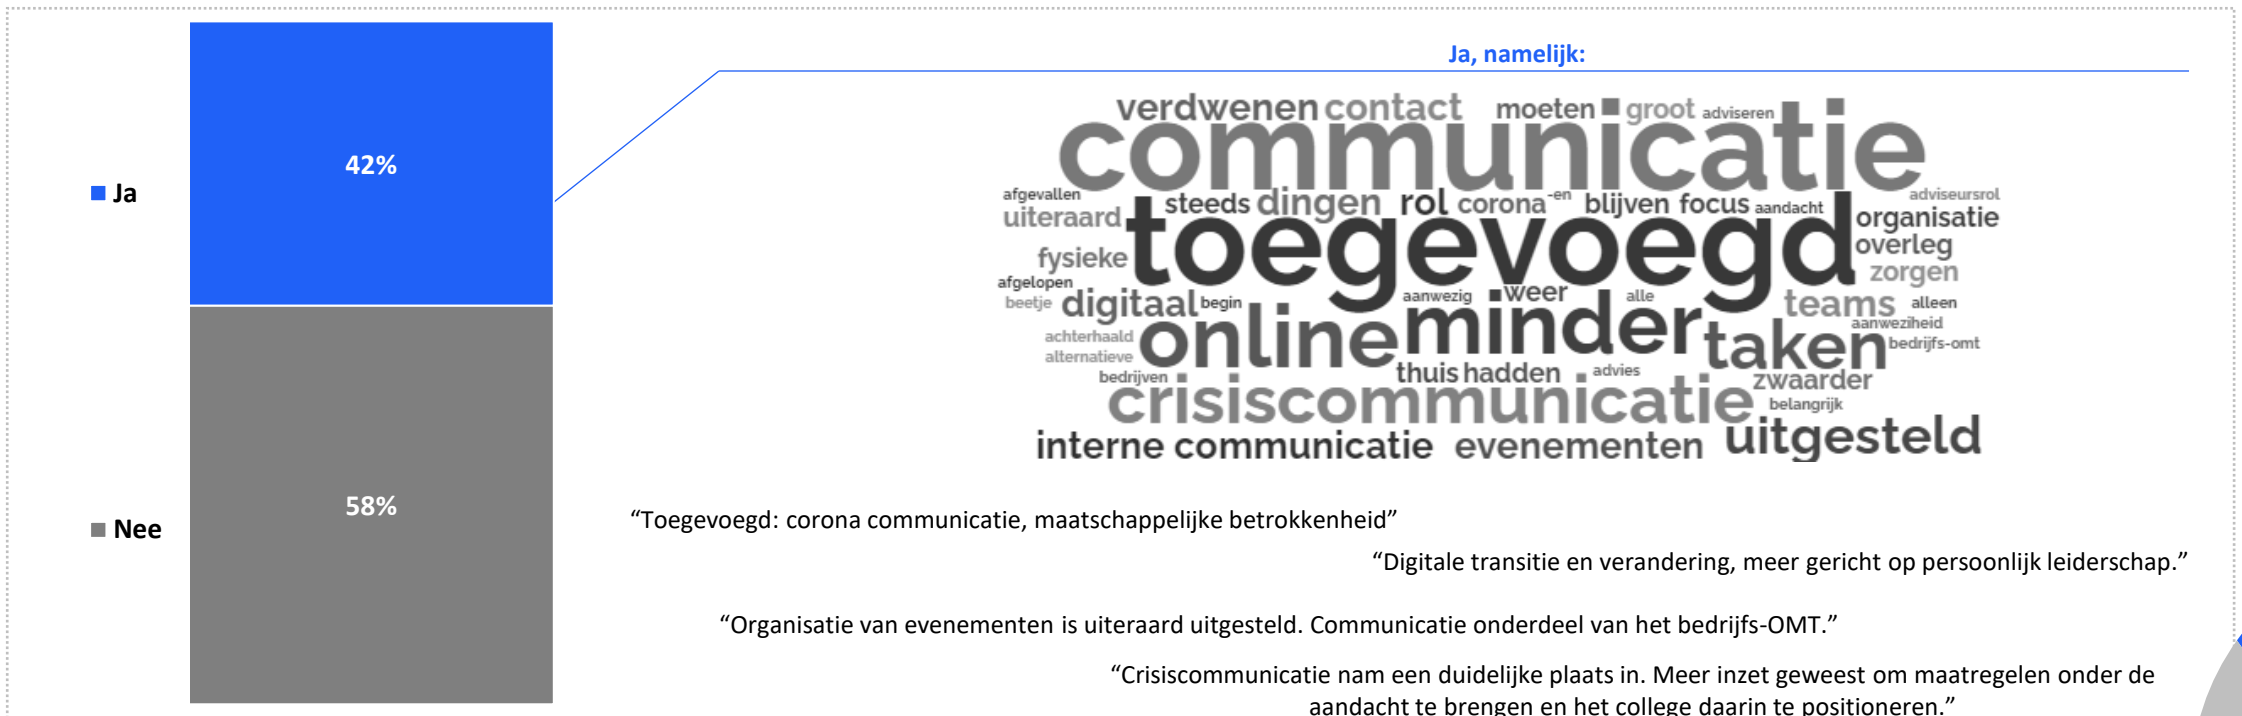 Ja, namelijk:
42%
Ja
58%
Nee
verdwenen contact moeten groot adviseren
communicatie
afgevallen steeds dingen rol corona -en blijven focus aandacht adviseursrol
uiteraard toegevoegd organisatie
fysieke overleg
zorgen
afgelopen aanwezig weer alle
beetje digitaal begin teams alleen
achterhaald online minder taken aanweziheid
alternatieve bedrijfs-omt
bedrijven thuis hadden advies zwaarder
crisiscommunicatie belangrijk
interne communicatie evenementen uitgesteld
“Toegevoegd: corona communicatie, maatschappelijke betrokkenheid”
“Digitale transitie en verandering, meer gericht op persoonlijk leiderschap.”
“Organisatie van evenementen is uiteraard uitgesteld. Communicatie onderdeel van het bedrijfs-OMT.”
“Crisiscommunicatie nam een duidelijke plaats in. Meer inzet geweest om maatregelen onder de
aandacht te brengen en het college daarin te positioneren.”